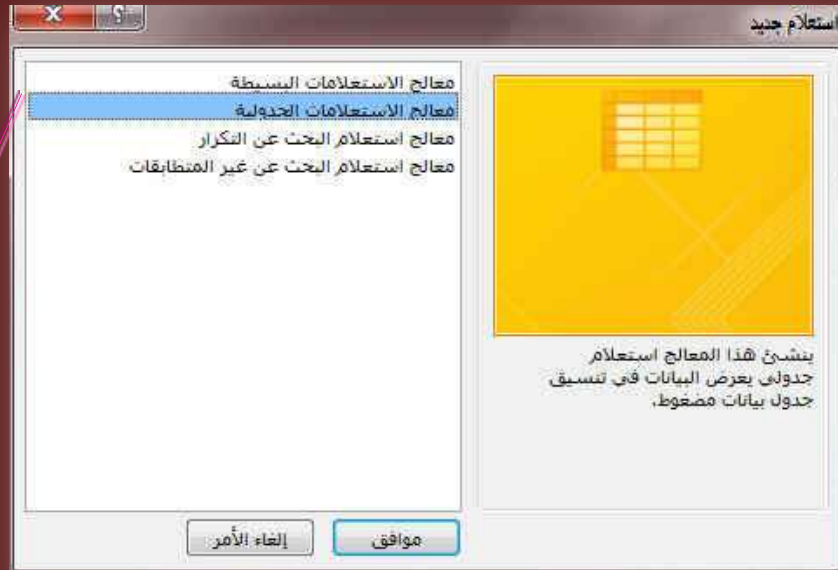 استعلام جديد
معالج الاستعلامات البسيطة
معالج الاستعلامات الجدولية
معالج استعلام البحث عن التكرار
معالج استعلام البحث عن غير المتطابقات
ينشئ هذا المعالج استعلام
جدولي يعرض البيانات في تنسيق
جدول بيانات مضغوط.
موافق
إلغاء الأمر